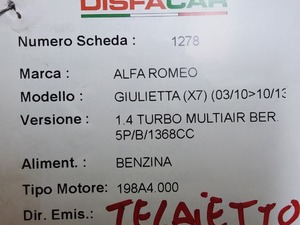 DISFACAR
Numero Scheda : 1278
Marca : ALFA ROMEO
Modello : GIULIETTA (X7) (03/10>10/13
Versione : 1.4 TURBO MULTIAIR BER.
5P/B/1368CC
Aliment. : BENZINA
Tipo Motore: 198A4.000
Dir. Emis.: TELAIETTO